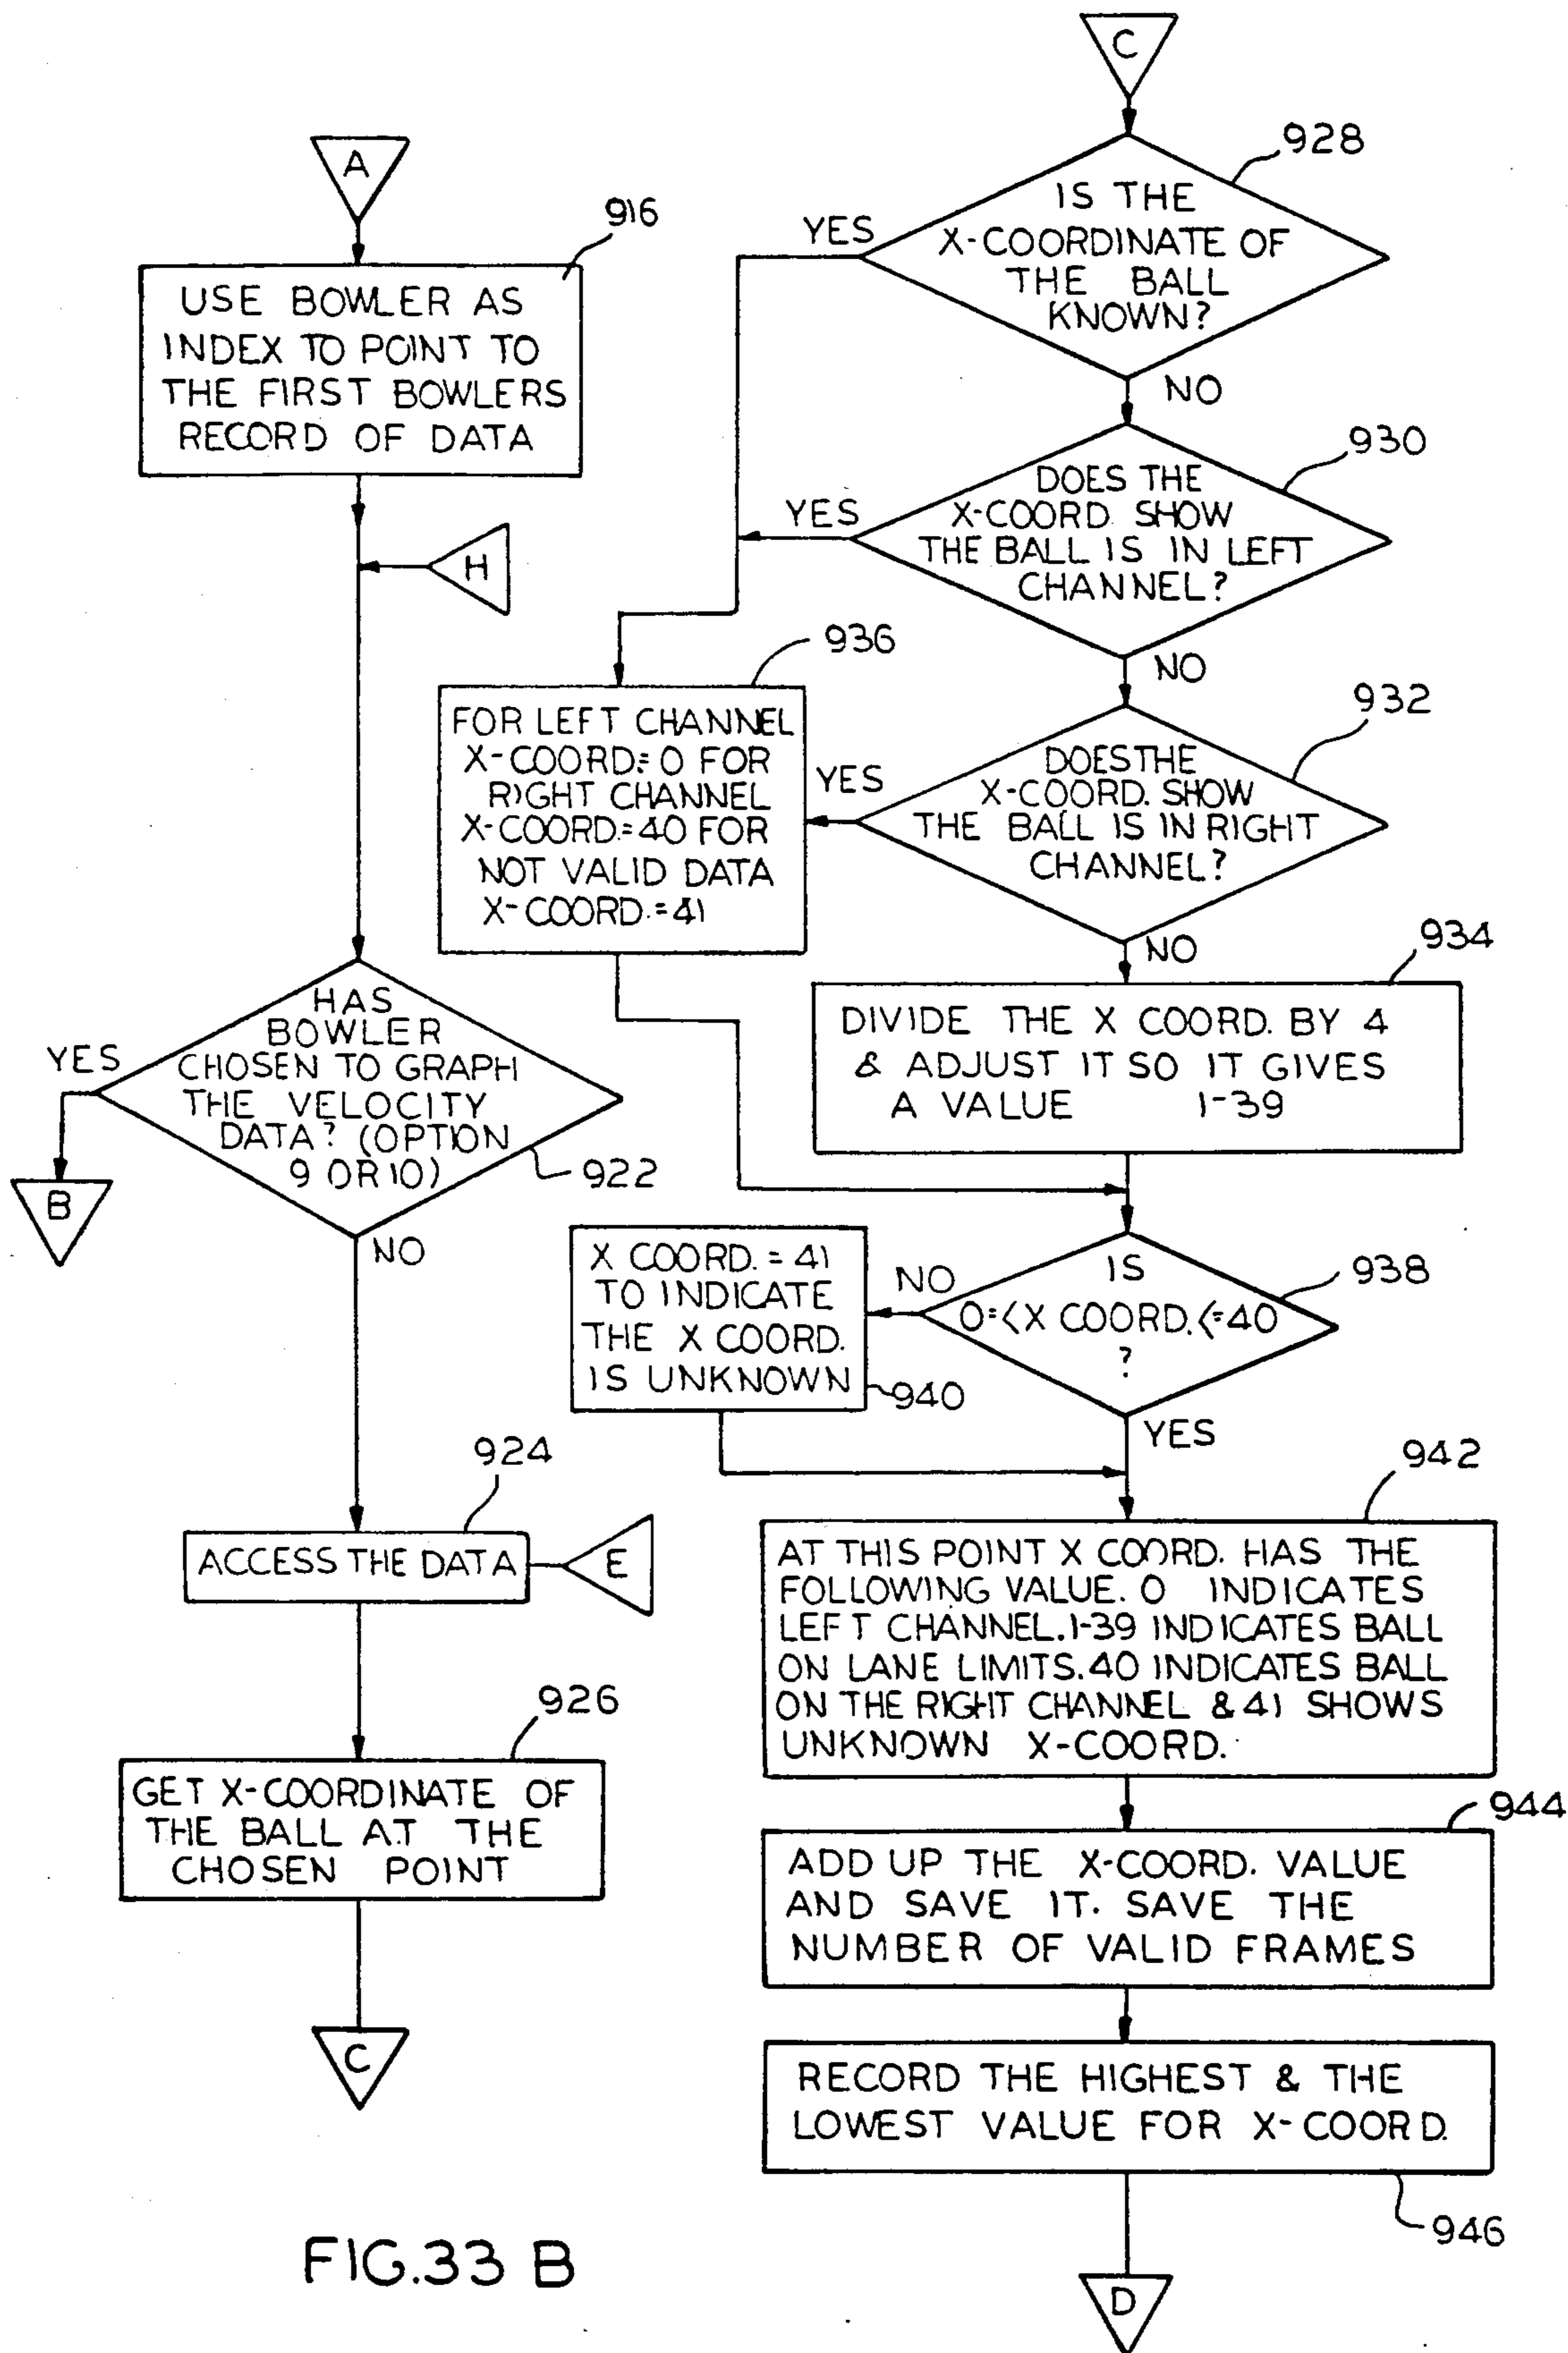 A
916
USE BOWLER AS
INDEX TO POINT TO
THE FIRST BOWLERS
RECORD OF DATA
H
HAS
BOWLER
CHOSEN TO GRAPH
THE VELOCITY
DATA? (OPTION
9 OR 10)
922
YES
B
NO
924
ACCESS THE DATA
E
926
GET X-COORDINATE OF
THE BALL AT THE
CHOSEN POINT
C
C
928
IS THE
X-COORDINATE OF
THE BALL
KNOWN?
YES
NO
930
DOES THE
X-COORD. SHOW
THE BALL IS IN LEFT
CHANNEL?
YES
NO
932
DOES THE
X-COORD. SHOW
THE BALL IS IN RIGHT
CHANNEL?
YES
NO
936
FOR LEFT CHANNEL
X-COORD.=0 FOR
RIGHT CHANNEL
X-COORD.=40 FOR
NOT VALID DATA
X-COORD.=41
934
DIVIDE THE X COORD. BY 4
& ADJUST IT SO IT GIVES
A VALUE 1-39
938
IS
0=<X COORD.<=40
?
NO
YES
X COORD. = 41
TO INDICATE
THE X COORD.
IS UNKNOWN
940
942
AT THIS POINT X COORD. HAS THE
FOLLOWING VALUE. 0 INDICATES
LEFT CHANNEL. 1-39 INDICATES BALL
ON LANE LIMITS. 40 INDICATES BALL
ON THE RIGHT CHANNEL & 41 SHOWS
UNKNOWN X-COORD.
944
ADD UP THE X-COORD. VALUE
AND SAVE IT. SAVE THE
NUMBER OF VALID FRAMES
RECORD THE HIGHEST & THE
LOWEST VALUE FOR X-COORD.
946
D
FIG.33 B